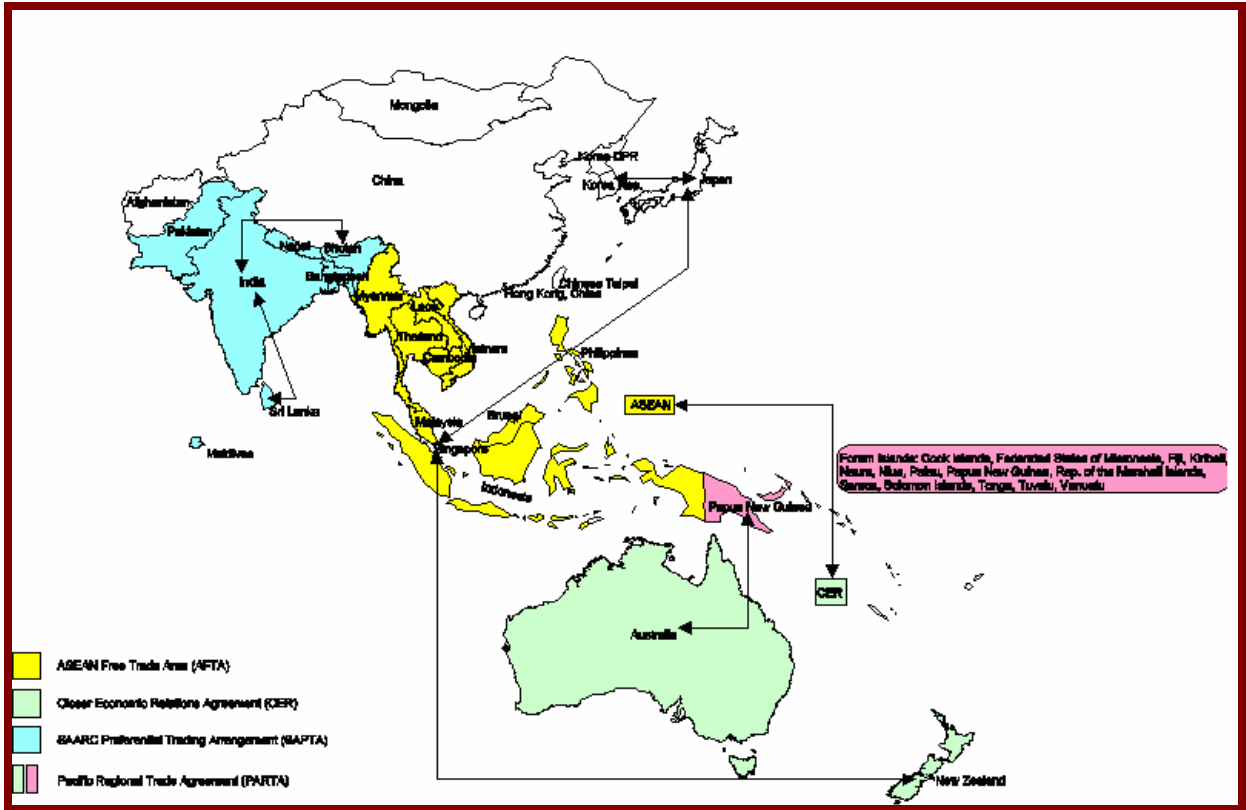 Mongolia
Korea DPR
China
Korea Rep.
Japan
Afghanistan
Pakistan
Nepal
Bhutan
India
Bangladesh
Chinese Taipei
Hong Kong, China
Myanmar
Laos
Thailand
Vietnam
Cambodia
Philippines
Sri Lanka
ASEAN
Malaysia
Brunei
Singapore
Maldives
Indonesia
Forum Islands: Cook Islands, Federated States of Micronesia, Fiji, Kiribati,
Nauru, Niue, Palau, Papua New Guinea, Rep. of the Marshall Islands,
Samoa, Solomon Islands, Tonga, Tuvalu, Vanuatu
Papua New Guinea
CER
Australia
ASEAN Free Trade Area (AFTA)
Closer Economic Relations Agreement (CER)
SAARC Preferential Trading Arrangement (SAPTA)
Pacific Regional Trade Agreement (PARTA)
New Zealand